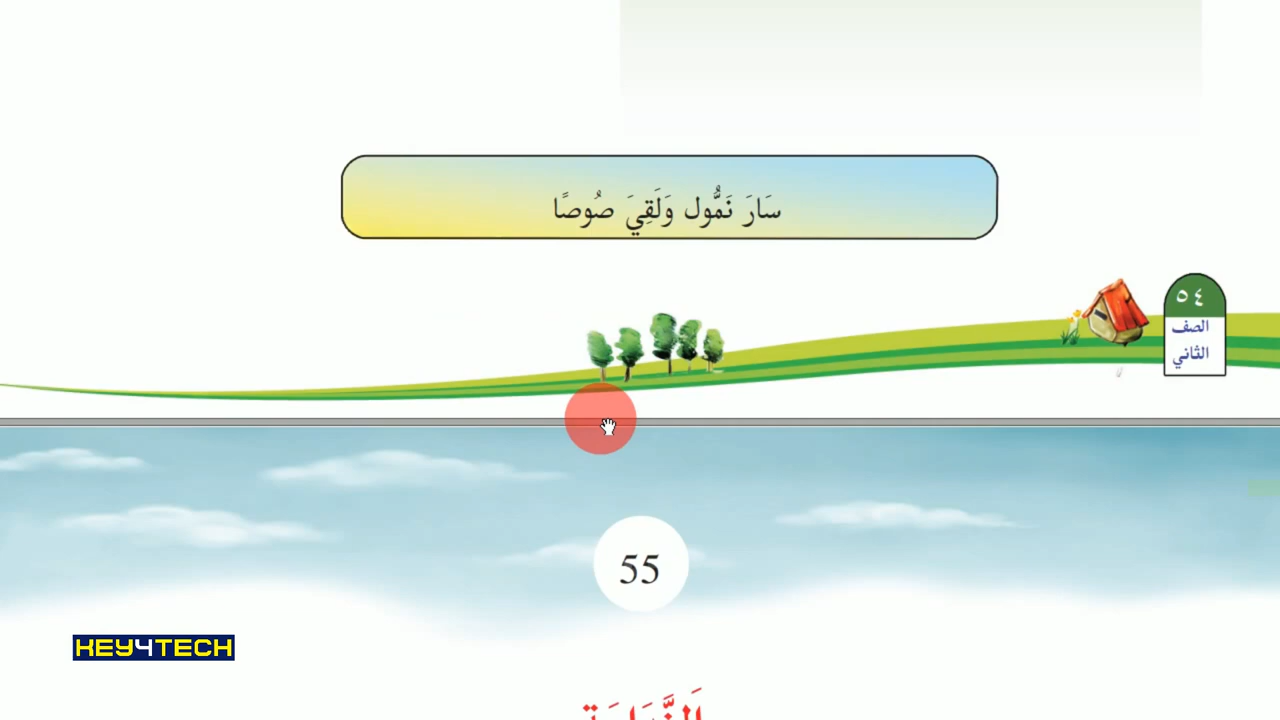 سَارَ نَمُّول وَلَقِيَ صُوصًا
٥٤
الصف
الثاني
55
KEY4TECH